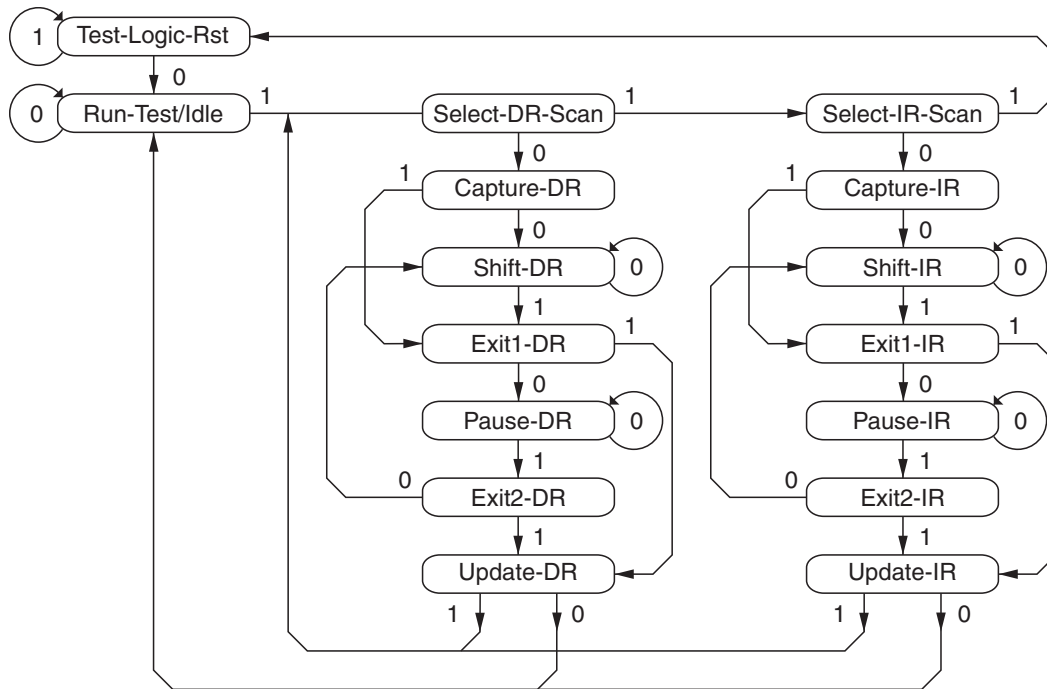 1
Test-Logic-Rst
0
0
Run-Test/Idle
1
Select-DR-Scan
1
Select-IR-Scan
1
0
0
1
Capture-DR
1
Capture-IR
0
0
Shift-DR
0
Shift-IR
0
1
1
Exit1-DR
1
Exit1-IR
1
0
0
Pause-DR
0
Pause-IR
0
1
1
0
Exit2-DR
0
Exit2-IR
1
1
Update-DR
Update-IR
1
0
1
0